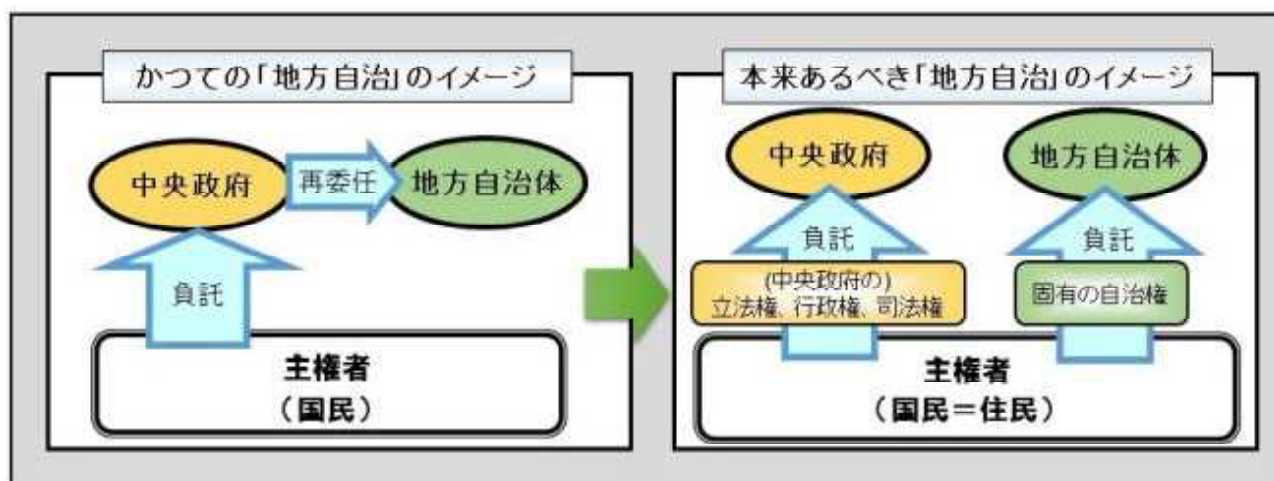 かつての「地方自治」のイメージ
中央政府
再委任
地方自治体
負託
主権者
（国民）
本来あるべき「地方自治」のイメージ
中央政府
地方自治体
負託
負託
(中央政府の)
立法権、行政権、司法権
固有の自治権
主権者
（国民＝住民）